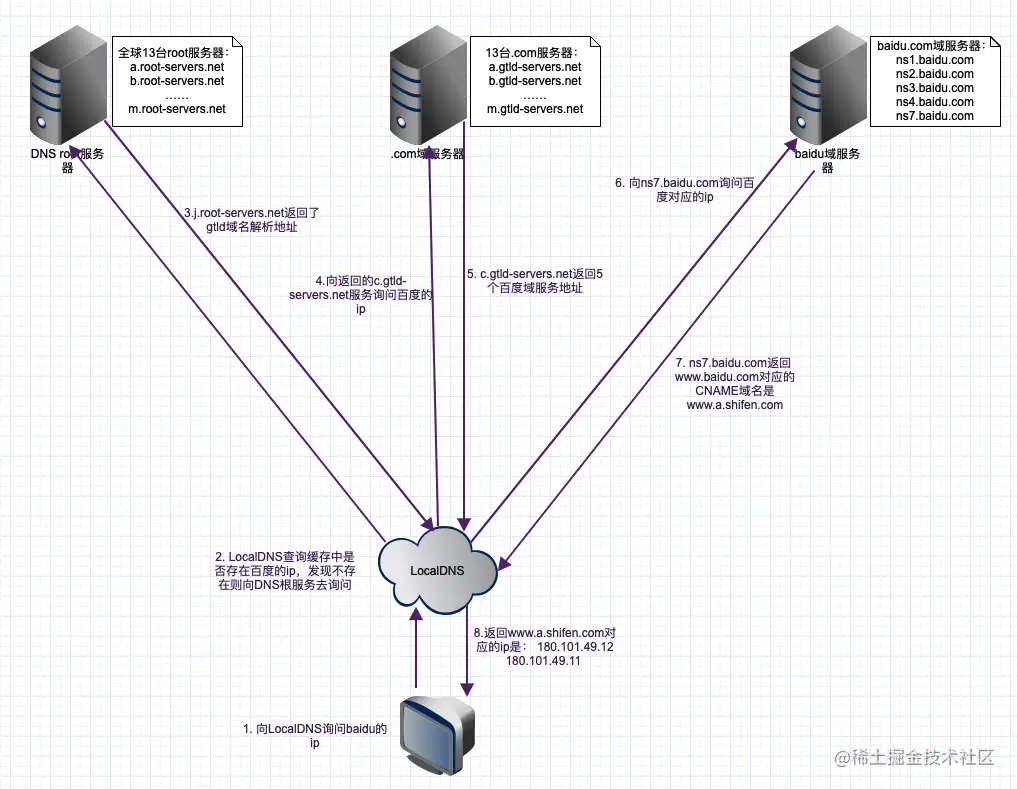 全球13台root服务器：
a.root-servers.net
b.root-servers.net
……
m.root-servers.net
DNS root服务
器
13台.com服务器：
a.gtld-servers.net
b.gtld-servers.net
……
m.gtld-servers.net
.com域服务器
baidu.com域服务器：
ns1.baidu.com
ns2.baidu.com
ns3.baidu.com
ns4.baidu.com
ns7.baidu.com
baidu域服务
器
3.j.root-servers.net返回了
gtld域名解析地址
4.向返回的c.gtld-
servers.net服务询问百度的
ip
5. c.gtld-servers.net返回5
个百度域服务地址
6. 向ns7.baidu.com询问百
度对应的ip
7. ns7.baidu.com返回
www.baidu.com对应的
CNAME域名是
www.a.shifen.com
2. LocalDNS查询缓存中是
否存在百度的ip，发现不存
在则向DNS根服务去询问
LocalDNS
8.返回www.a.shifen.com对
应的ip是： 180.101.49.12
180.101.49.11
1. 向LocalDNS询问baidu的
ip
@稀土掘金技术社区